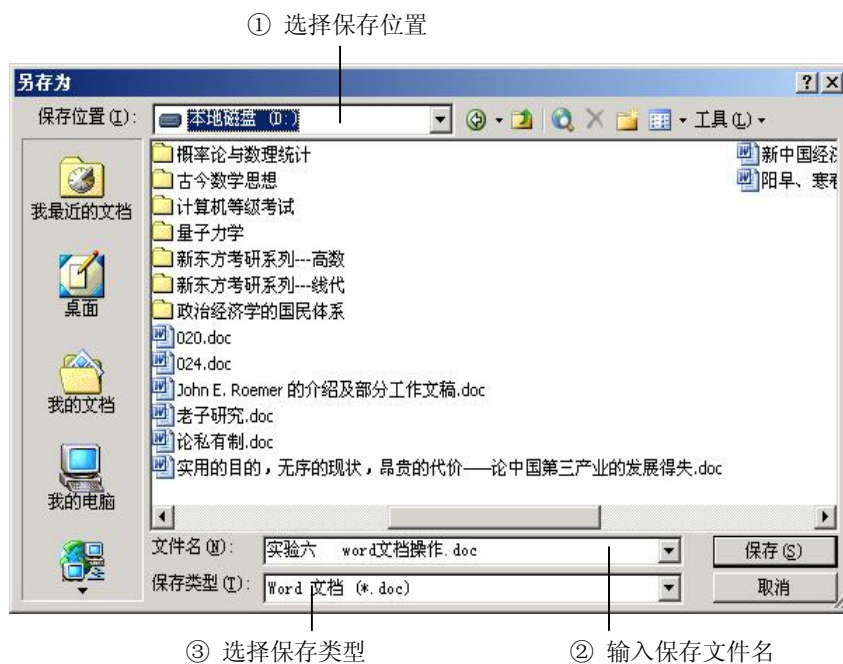 ① 选择保存位置
另存为
保存位置(I): 本地磁盘 (D:) 工具(L)
概率论与数理统计
古今数学思想
计算机等级考试
量子力学
新东方考研系列---高数
新东方考研系列---线代
政治经济学的国民体系
020.doc
024.doc
John E. Roemer 的介绍及部分工作文稿.doc
老子研究.doc
论私有制.doc
实用的目的，无序的现状，昂贵的代价——论中国第三产业的发展得失.doc
新中国经济
阳早、寒
我最近的文档
桌面
我的文档
我的电脑
文件名(N): 实验六 word文档操作.doc 保存(S)
保存类型(T): Word 文档 (*.doc) 取消
③ 选择保存类型 ② 输入保存文件名